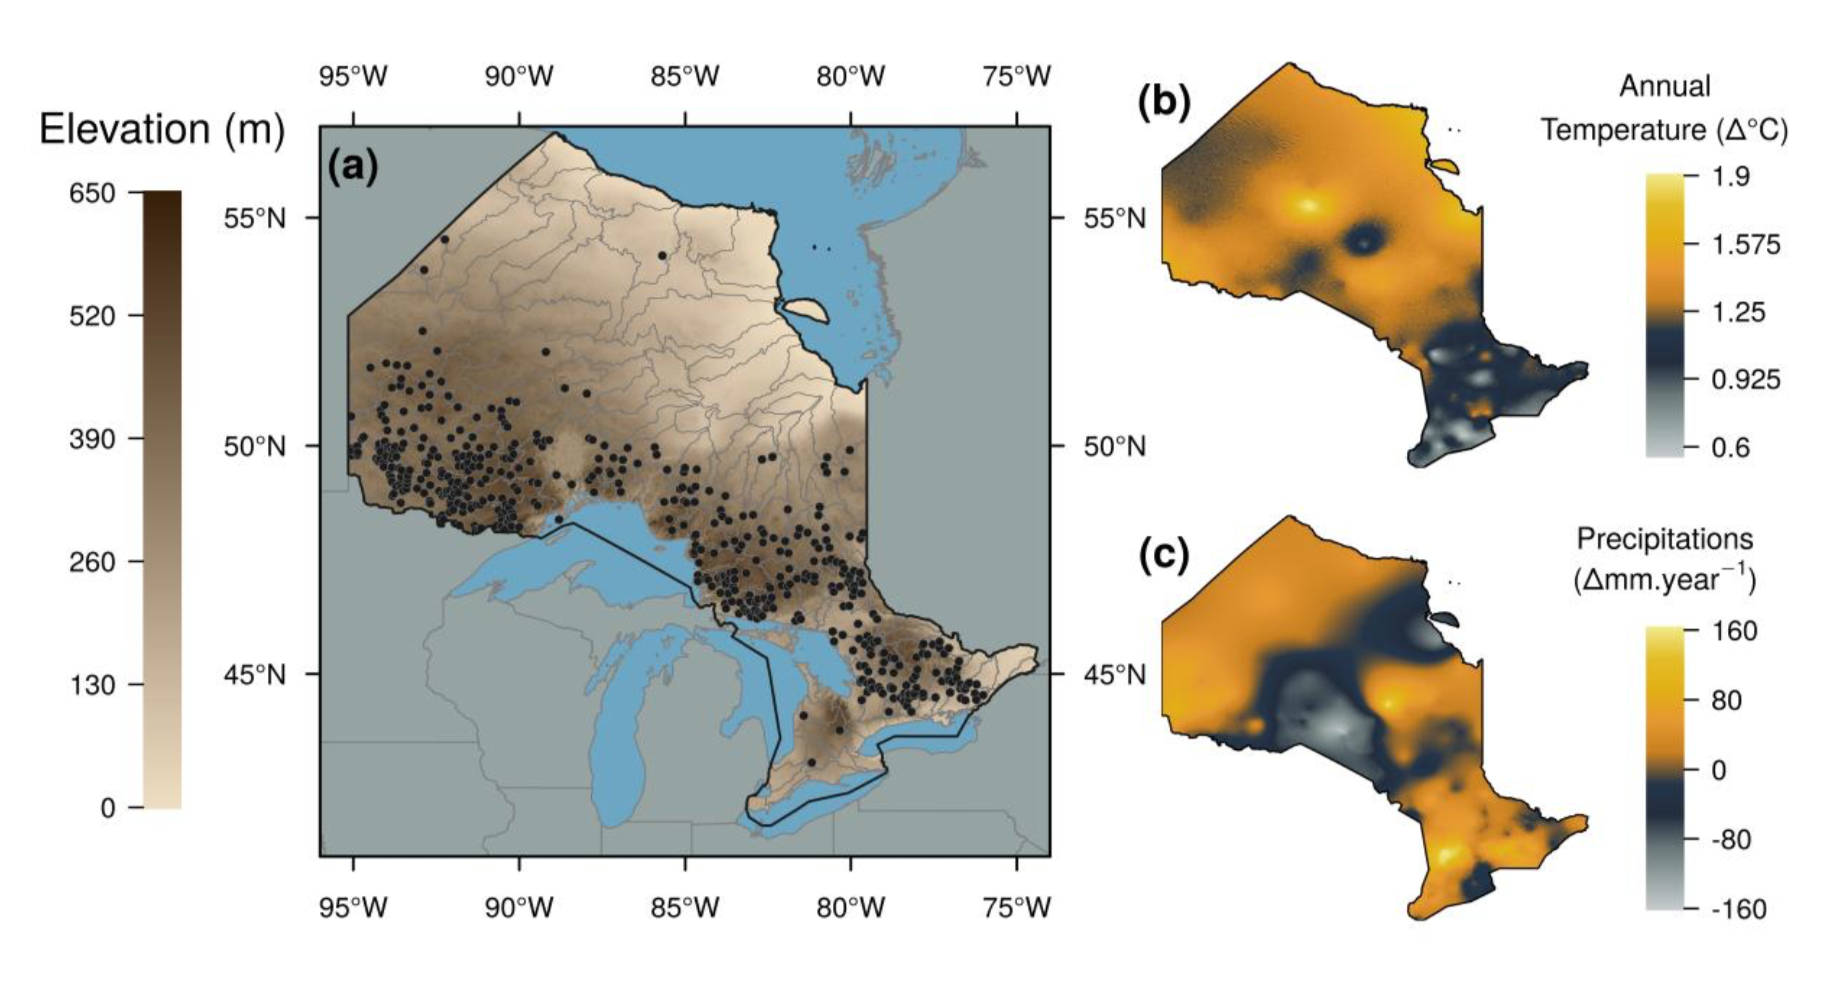 95°W 90°W 85°W 80°W 75°W
Elevation (m)
650
520
390
260
130
0
(a)
55°N
50°N
45°N
55°N
50°N
45°N
95°W 90°W 85°W 80°W 75°W
(b)
Annual
Temperature (Δ°C)
1.9
1.575
1.25
0.925
0.6
(c)
Precipitations
(Δmm.year⁻¹)
160
80
0
-80
-160